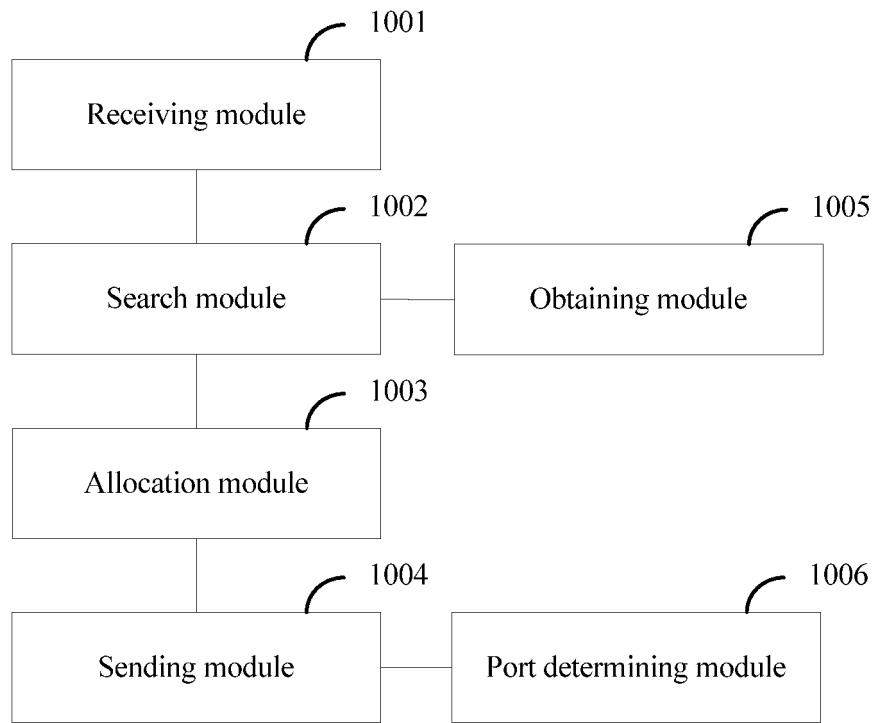 1001
Receiving module
1002
1005
Search module
Obtaining module
1003
Allocation module
1004
1006
Sending module
Port determining module